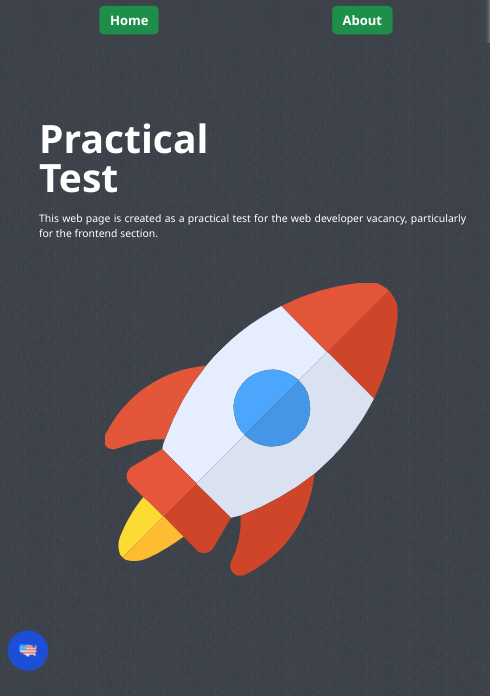 Home
About
Practical
Test
This web page is created as a practical test for the web developer vacancy, particularly
for the frontend section.